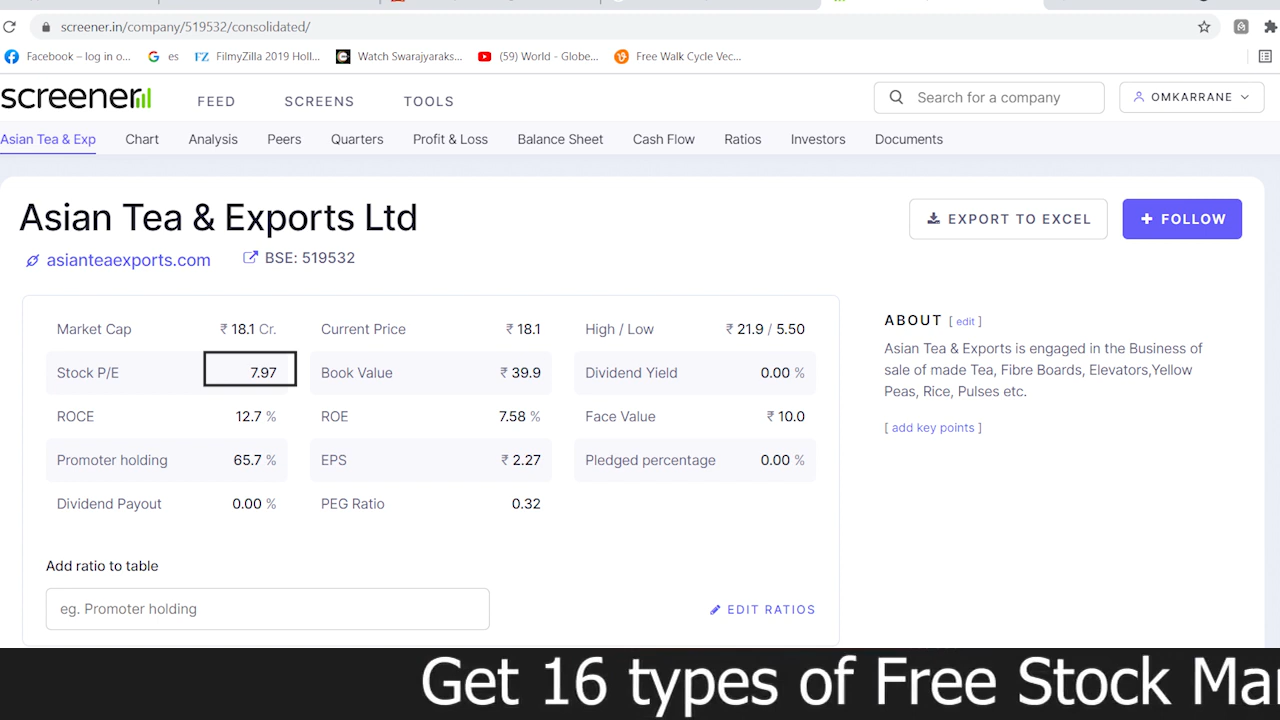 screener.in/company/519532/consolidated/
Facebook – log in o... es FilmyZilla 2019 Holl... Watch Swarajyaraks... (59) World - Globe... Free Walk Cycle Vec...
screener FEED SCREENS TOOLS Search for a company OMKARRANE
Asian Tea & Exp Chart Analysis Peers Quarters Profit & Loss Balance Sheet Cash Flow Ratios Investors Documents
Asian Tea & Exports Ltd
EXPORT TO EXCEL + FOLLOW
asianteaexports.com BSE: 519532
Market Cap ₹ 18.1 Cr. Current Price ₹ 18.1 High / Low ₹ 21.9 / 5.50
Stock P/E 7.97 Book Value ₹ 39.9 Dividend Yield 0.00 %
ROCE 12.7 % ROE 7.58 % Face Value ₹ 10.0
Promoter holding 65.7 % EPS ₹ 2.27 Pledged percentage 0.00 %
Dividend Payout 0.00 % PEG Ratio 0.32
Add ratio to table
eg. Promoter holding
EDIT RATIOS
ABOUT [ edit ]
Asian Tea & Exports is engaged in the Business of
sale of made Tea, Fibre Boards, Elevators,Yellow
Peas, Rice, Pulses etc.
[ add key points ]
Get 16 types of Free Stock Ma